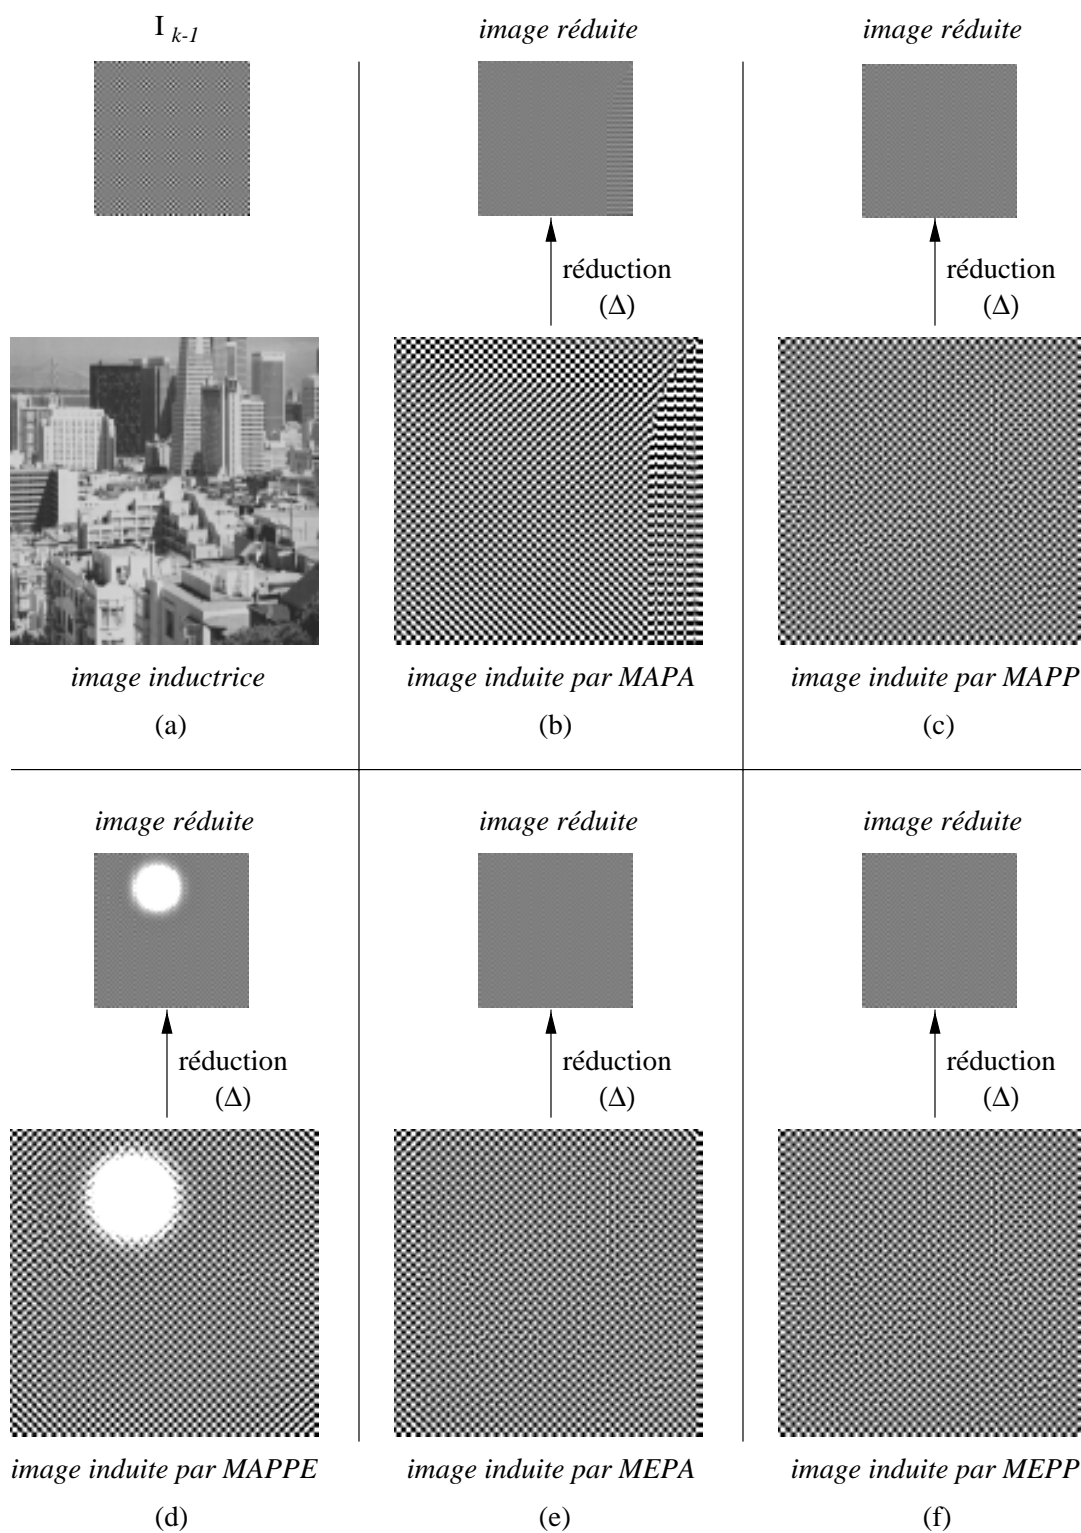 I k-1
image réduite
image réduite
réduction
(Δ)
réduction
(Δ)
image inductrice
image induite par MAPA
image induite par MAPP
(a)
(b)
(c)
image réduite
image réduite
image réduite
réduction
(Δ)
réduction
(Δ)
réduction
(Δ)
image induite par MAPPE
image induite par MEPA
image induite par MEPP
(d)
(e)
(f)